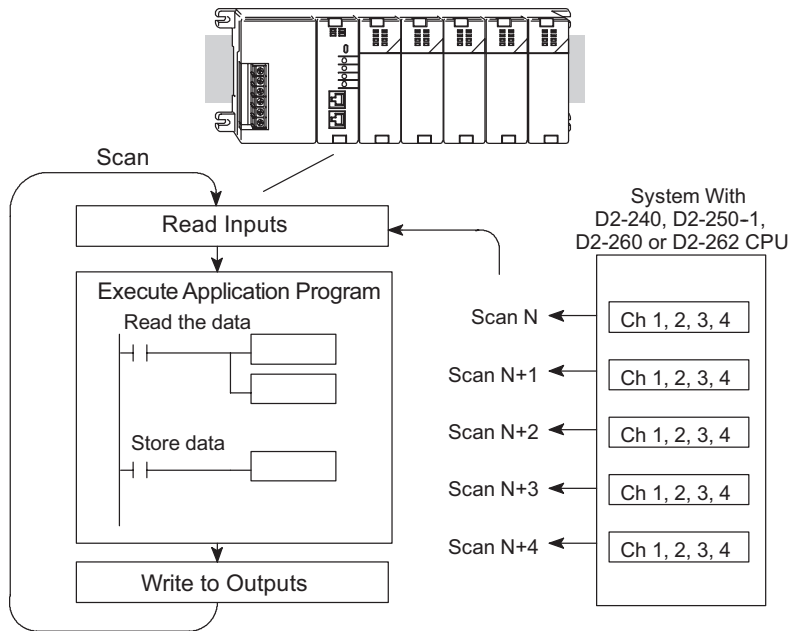 Scan
Read Inputs
Execute Application Program
Read the data
Store data
Write to Outputs
System With
D2-240, D2-250-1,
D2-260 or D2-262 CPU
Scan N
Ch 1, 2, 3, 4
Scan N+1
Ch 1, 2, 3, 4
Scan N+2
Ch 1, 2, 3, 4
Scan N+3
Ch 1, 2, 3, 4
Scan N+4
Ch 1, 2, 3, 4